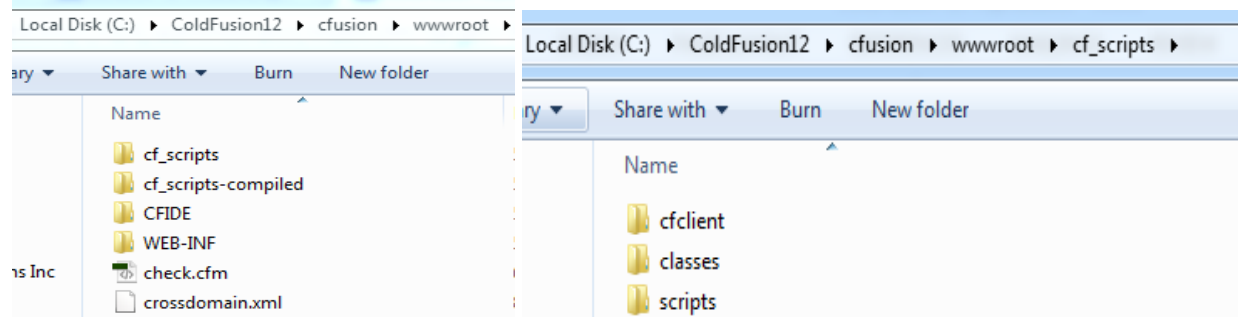 Local Disk (C:) ▸ ColdFusion12 ▸ cfusion ▸ wwwroot ▸
ary ▾ Share with ▾ Burn New folder
Name
cf_scripts
cf_scripts-compiled
CFIDE
WEB-INF
ns Inc
check.cfm
crossdomain.xml
Local Disk (C:) ▸ ColdFusion12 ▸ cfusion ▸ wwwroot ▸ cf_scripts ▸
ry ▾ Share with ▾ Burn New folder
Name
cfclient
classes
scripts